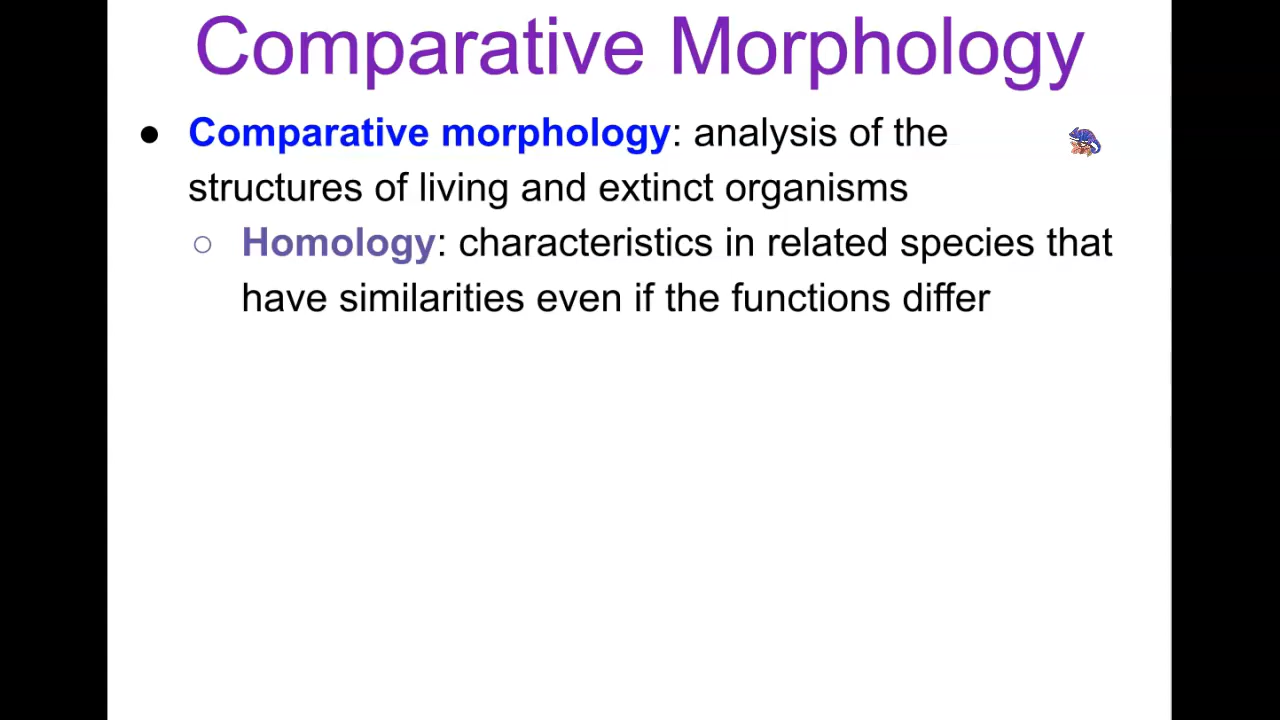 Comparative Morphology
● Comparative morphology: analysis of the
structures of living and extinct organisms
○ Homology: characteristics in related species that
have similarities even if the functions differ